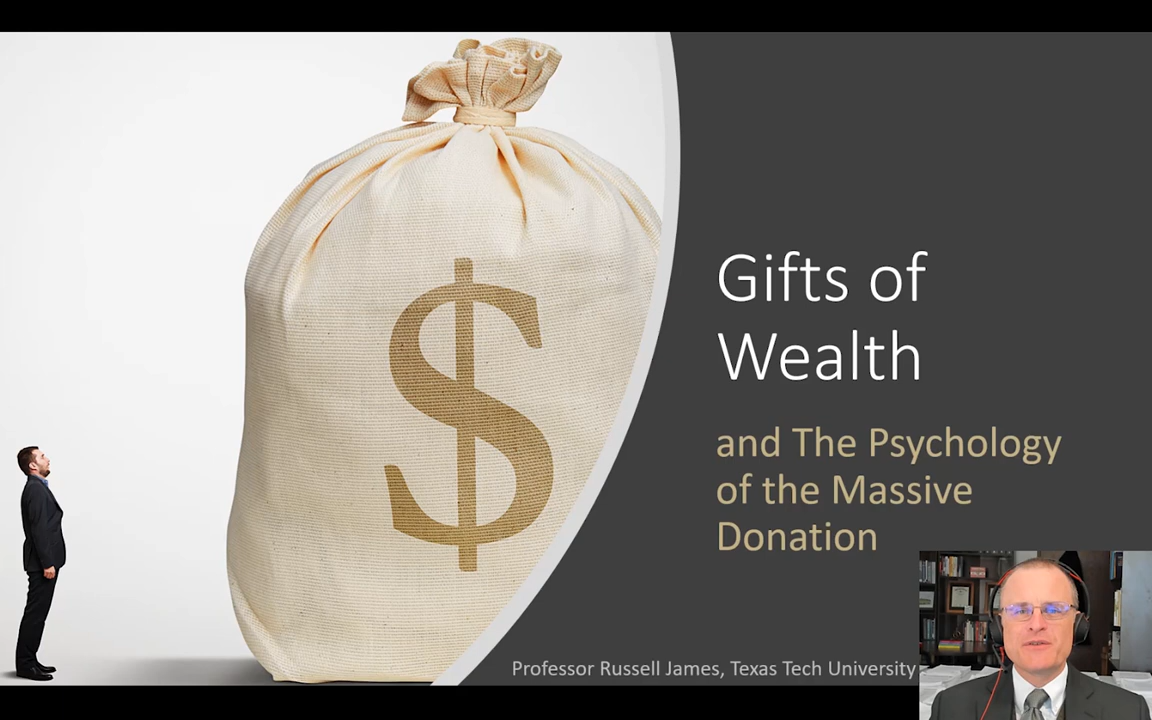 $
Gifts of
Wealth
and The Psychology
of the Massive
Donation
Professor Russell James, Texas Tech University